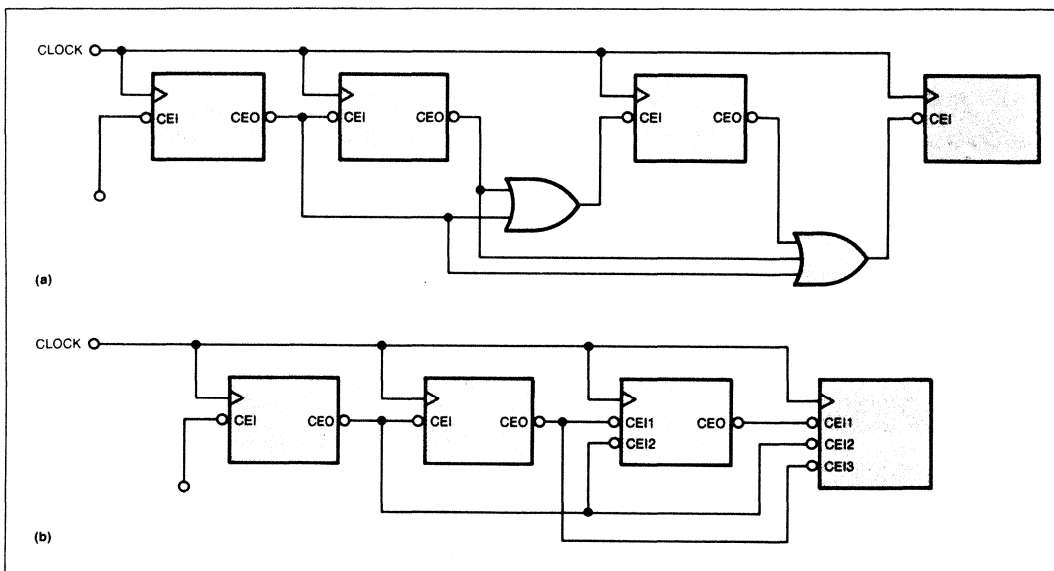 CLOCK
CEI CEO CEI CEO CEI CEO CEI
(a)
CLOCK
CEI CEO CEI CEO CEI1 CEO CEI1
CEI2 CEI2
CEI3
(b)